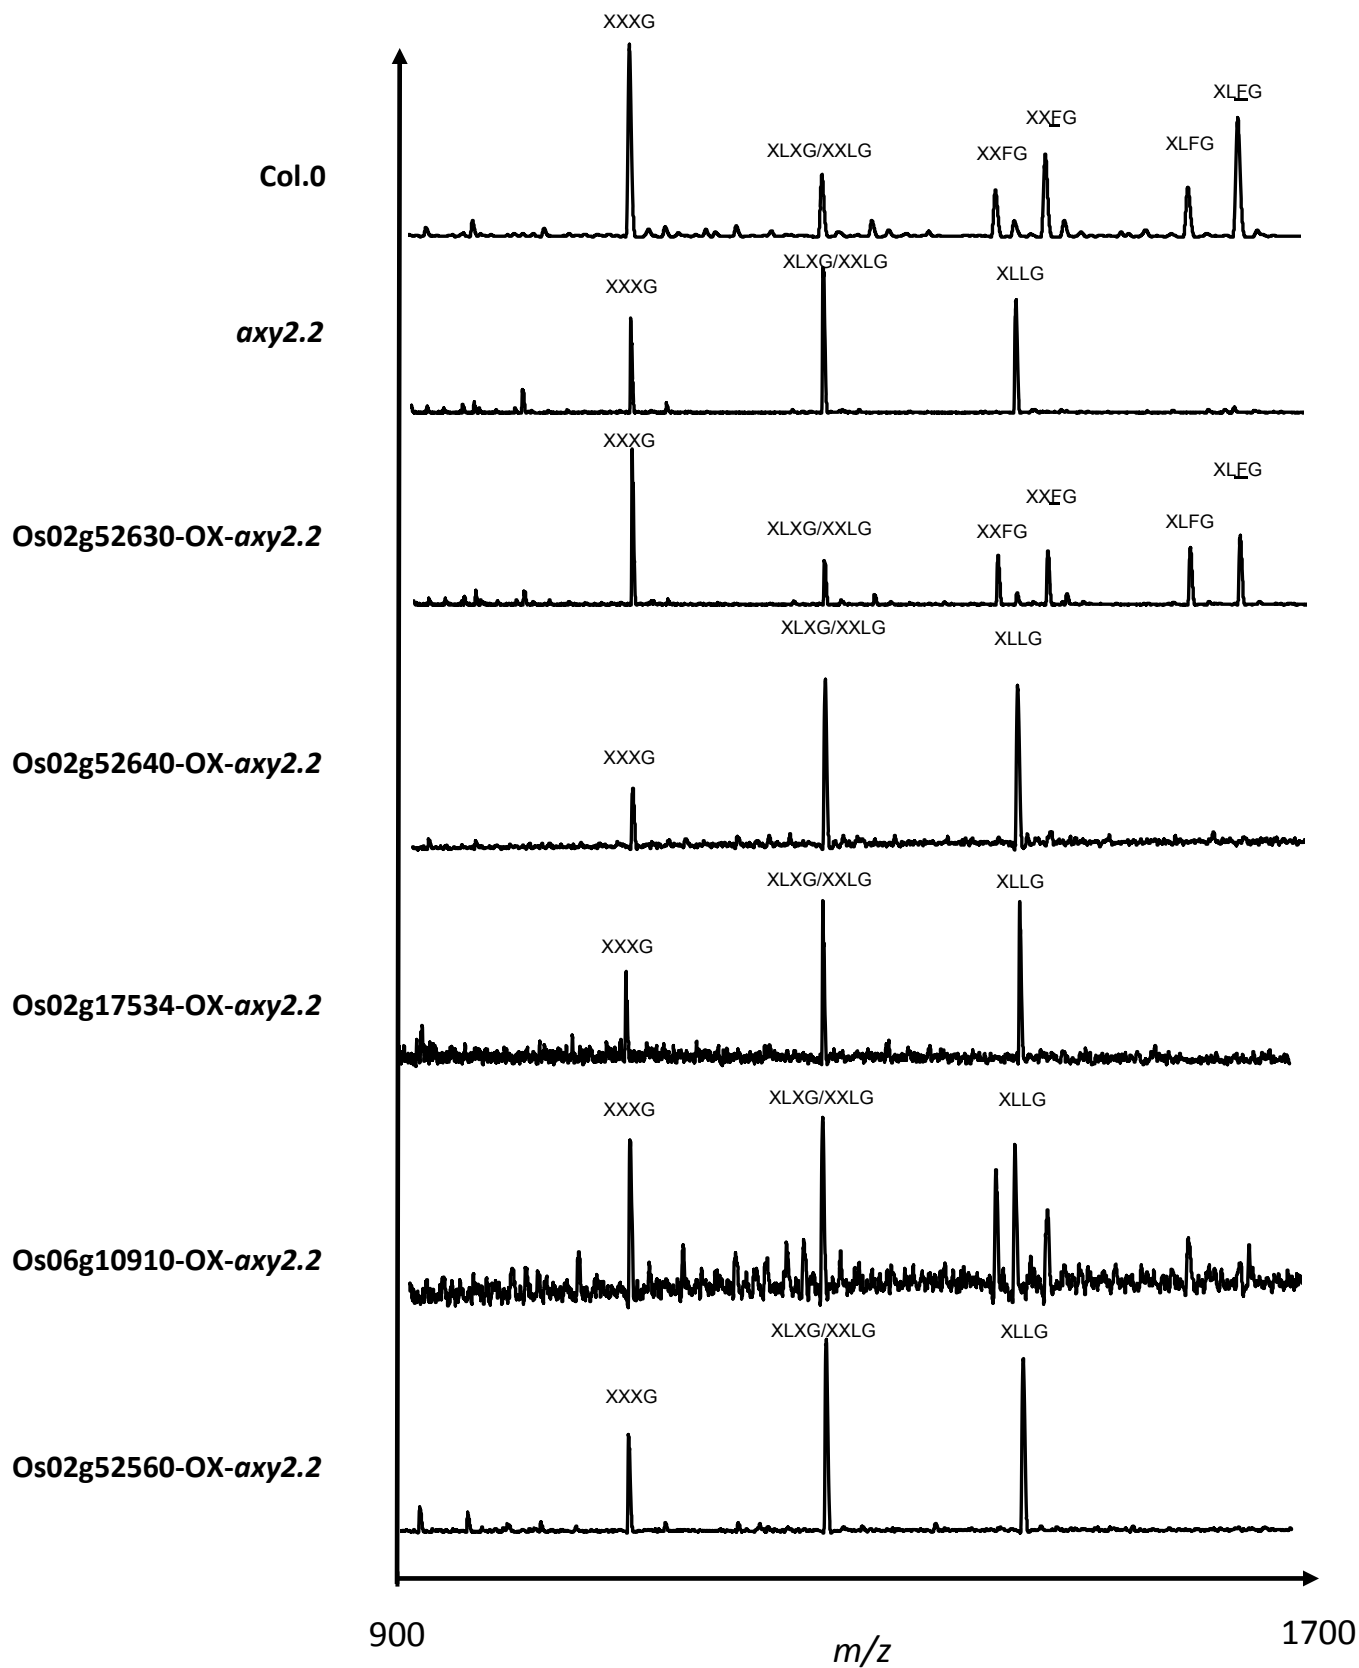 XXXG
XLXG/XXLG
XXFG
XXFG
XLFG
XLFG
Col.0
XXXG
XLXG/XXLG
XLLG
axy2.2
XXXG
XLXG/XXLG
XXFG
XXFG
XLFG
XLFG
Os02g52630-OX-axy2.2
XXXG
XLXG/XXLG
XLLG
Os02g52640-OX-axy2.2
XXXG
XLXG/XXLG
XLLG
Os02g17534-OX-axy2.2
XXXG
XLXG/XXLG
XLLG
Os06g10910-OX-axy2.2
XXXG
XLXG/XXLG
XLLG
Os02g52560-OX-axy2.2
900
m/z
1700